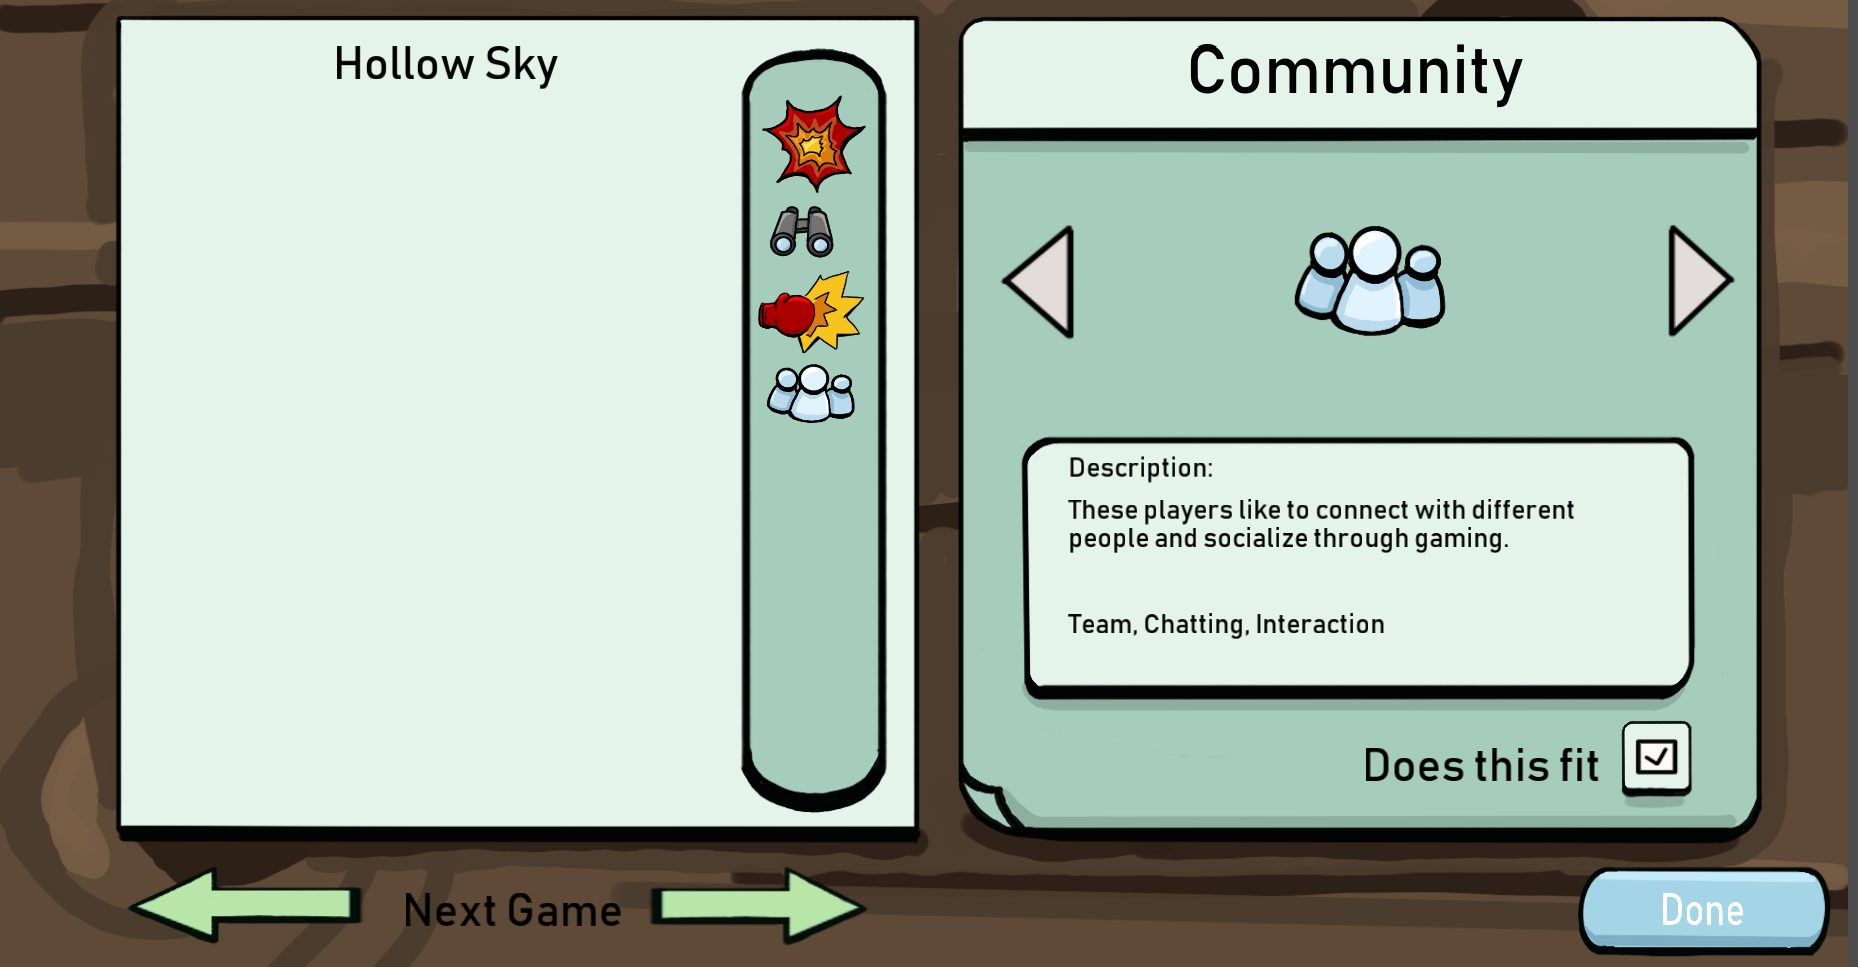 Hollow Sky
Community
Description:
These players like to connect with different
people and socialize through gaming.
Team, Chatting, Interaction
Does this fit
Next Game
Done